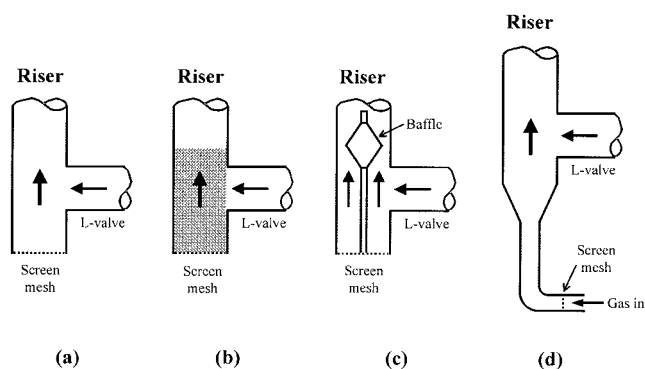 Riser
L-valve
Screen
mesh
(a)
Riser
L-valve
Screen
mesh
(b)
Riser
Baffle
L-valve
Screen
mesh
(c)
Riser
L-valve
Screen
mesh
Gas in
(d)